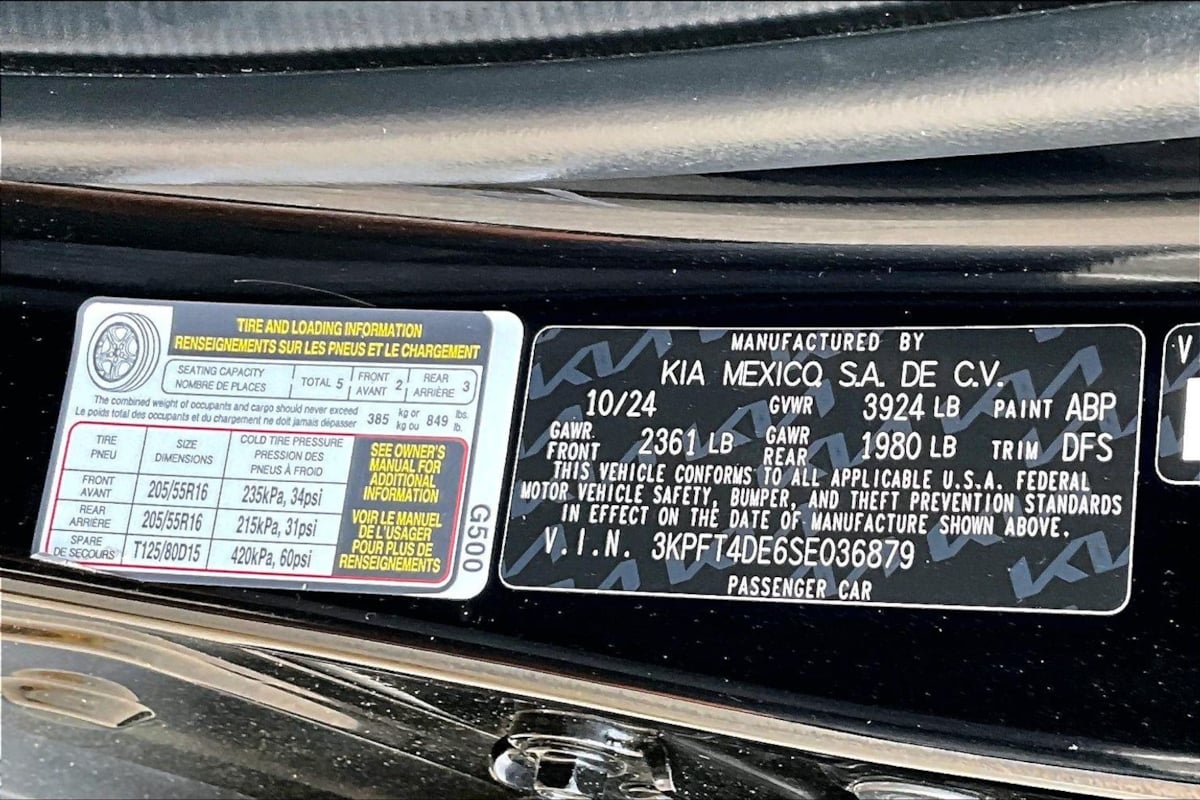 TIRE AND LOADING INFORMATION
RENSEIGNEMENTS SUR LES PNEUS ET LE CHARGEMENT
SEATING CAPACITY
NOMBRE DE PLACES
TOTAL 5
FRONT
AVANT 2
REAR
ARRIÈRE 3
The combined weight of occupants and cargo should never exceed
Le poids total des occupants et du chargement ne doit jamais dépasser
385 kg or
kg ou 849 lbs.
lb.
TIRE
PNEU
SIZE
DIMENSIONS
COLD TIRE PRESSURE
PRESSION DES
PNEUS À FROID
FRONT
AVANT
205/55R16
235kPa, 34psi
REAR
ARRIÈRE
205/55R16
215kPa, 31psi
SPARE
DE SECOURS
T125/80D15
420kPa, 60psi
SEE OWNER'S
MANUAL FOR
ADDITIONAL
INFORMATION
VOIR LE MANUEL
DE L'USAGER
POUR PLUS DE
RENSEIGNEMENTS
G500
MANUFACTURED BY
KIA MEXICO, S.A. DE C.V.
10/24 GVWR 3924 LB PAINT ABP
GAWR.
FRONT 2361 LB GAWR
REAR 1980 LB TRIM DFS
THIS VEHICLE CONFORMS TO ALL APPLICABLE U.S.A. FEDERAL
MOTOR VEHICLE SAFETY, BUMPER, AND THEFT PREVENTION STANDARDS
IN EFFECT ON THE DATE OF MANUFACTURE SHOWN ABOVE.
V.I.N. 3KPFT4DE6SE036879
PASSENGER CAR
V